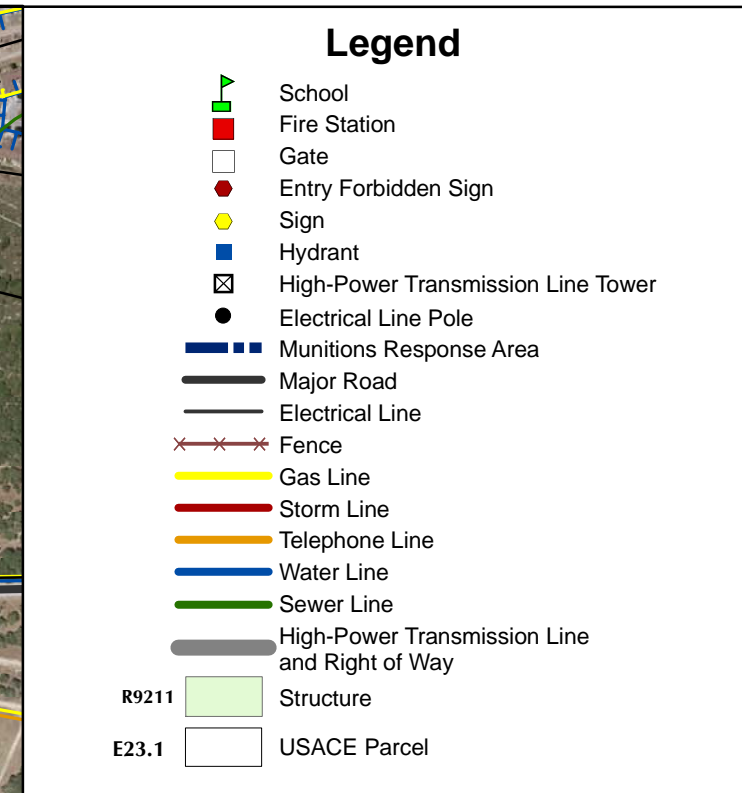 Legend
School
Fire Station
Gate
Entry Forbidden Sign
Sign
Hydrant
High-Power Transmission Line Tower
Electrical Line Pole
Munitions Response Area
Major Road
Electrical Line
Fence
Gas Line
Storm Line
Telephone Line
Water Line
Sewer Line
High-Power Transmission Line
and Right of Way
R9211 Structure
E23.1 USACE Parcel